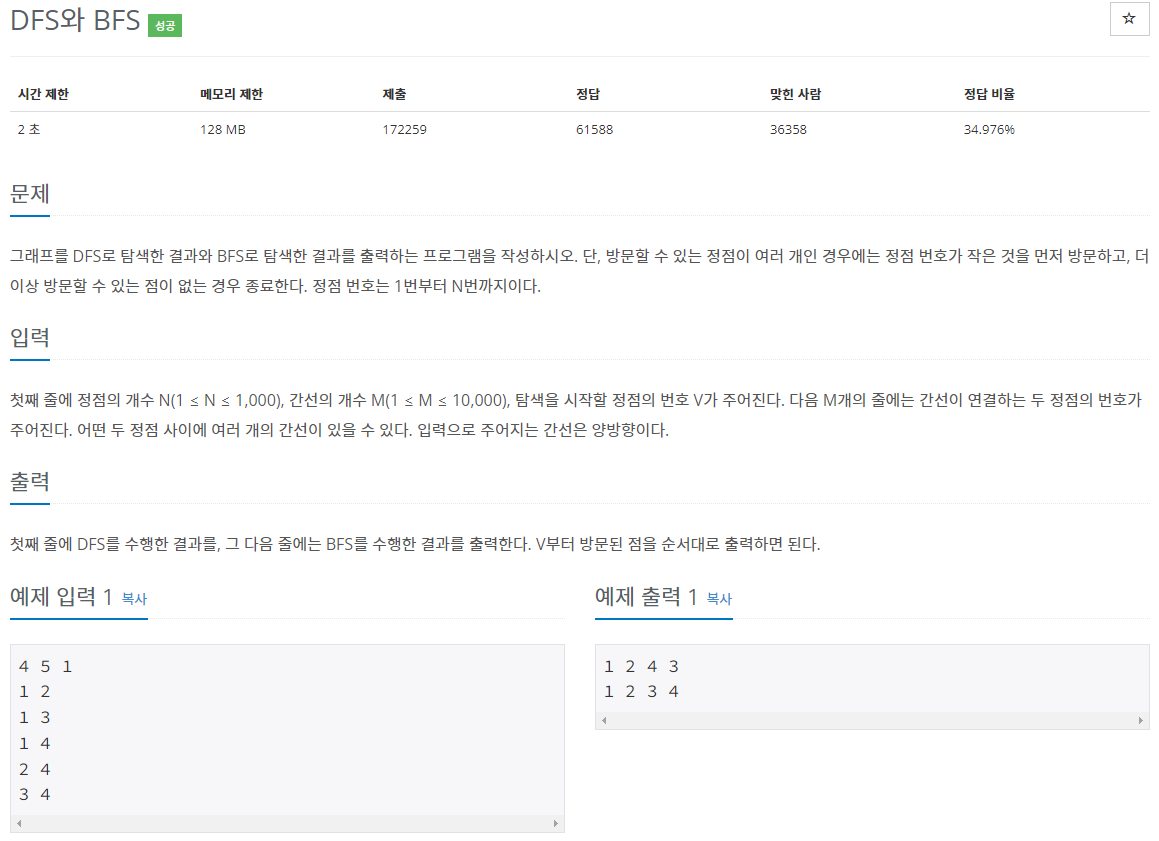 DFS와 BFS 성공
☆
시간 제한 메모리 제한 제출 정답 맞힌 사람 정답 비율
2 초 128 MB 172259 61588 36358 34.976%
문제
그래프를 DFS로 탐색한 결과와 BFS로 탐색한 결과를 출력하는 프로그램을 작성하시오. 단, 방문할 수 있는 정점이 여러 개인 경우에는 정점 번호가 작은 것을 먼저 방문하고, 더
이상 방문할 수 있는 점이 없는 경우 종료한다. 정점 번호는 1번부터 N번까지이다.
입력
첫째 줄에 정점의 개수 N(1 ≤ N ≤ 1,000), 간선의 개수 M(1 ≤ M ≤ 10,000), 탐색을 시작할 정점의 번호 V가 주어진다. 다음 M개의 줄에는 간선이 연결하는 두 정점의 번호가
주어진다. 어떤 두 정점 사이에 여러 개의 간선이 있을 수 있다. 입력으로 주어지는 간선은 양방향이다.
출력
첫째 줄에 DFS를 수행한 결과를, 그 다음 줄에는 BFS를 수행한 결과를 출력한다. V부터 방문된 점을 순서대로 출력하면 된다.
예제 입력 1 복사
4 5 1
1 2
1 3
1 4
2 4
3 4
예제 출력 1 복사
1 2 4 3
1 2 3 4